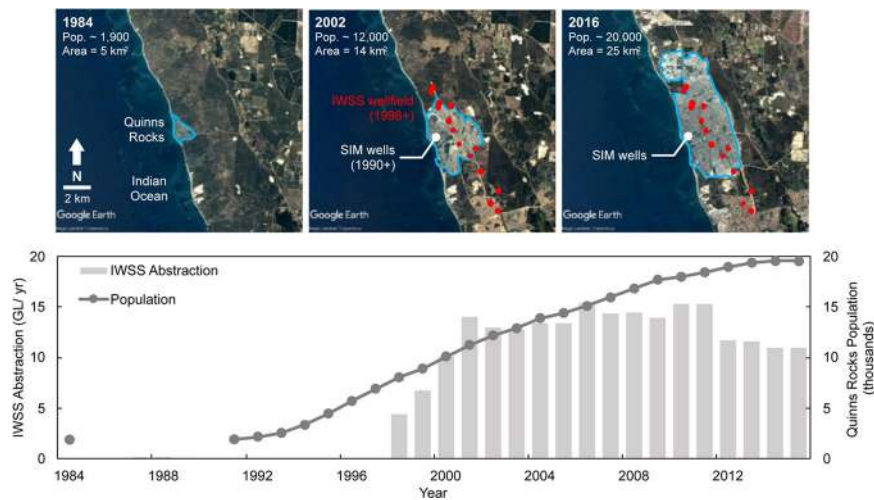 1984
Pop. ~ 1,900
Area = 5 km²
Quinns
Rocks
N
2 km
Indian
Ocean
Google Earth
2002
Pop. ~ 12,000
Area = 14 km²
IWSS wellfield
(1998+)
SIM wells
(1990+)
Google Earth
2016
Pop. ~ 20,000
Area = 25 km²
SIM wells
Google Earth
IWSS Abstraction
Population
IWSS Abstraction (GL/ yr)
20
15
10
5
0
1984 1988 1992 1996 2000 2004 2008 2012
Year
20
15
10
5
0
Quinns Rocks Population
(thousands)